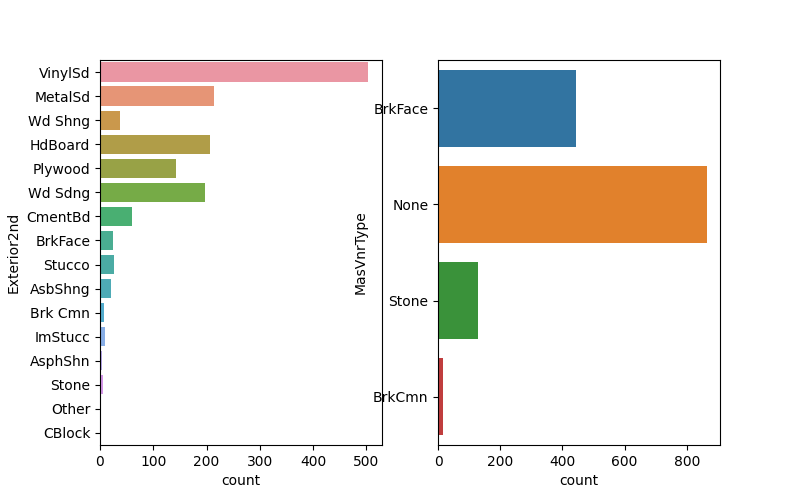 Exterior2nd
VinylSd
MetalSd
Wd Shng
HdBoard
Plywood
Wd Sdng
CmentBd
BrkFace
Stucco
AsbShng
Brk Cmn
ImStucc
AsphShn
Stone
Other
CBlock
0 100 200 300 400 500
count
MasVnrType
BrkFace
None
Stone
BrkCmn
0 200 400 600 800
count